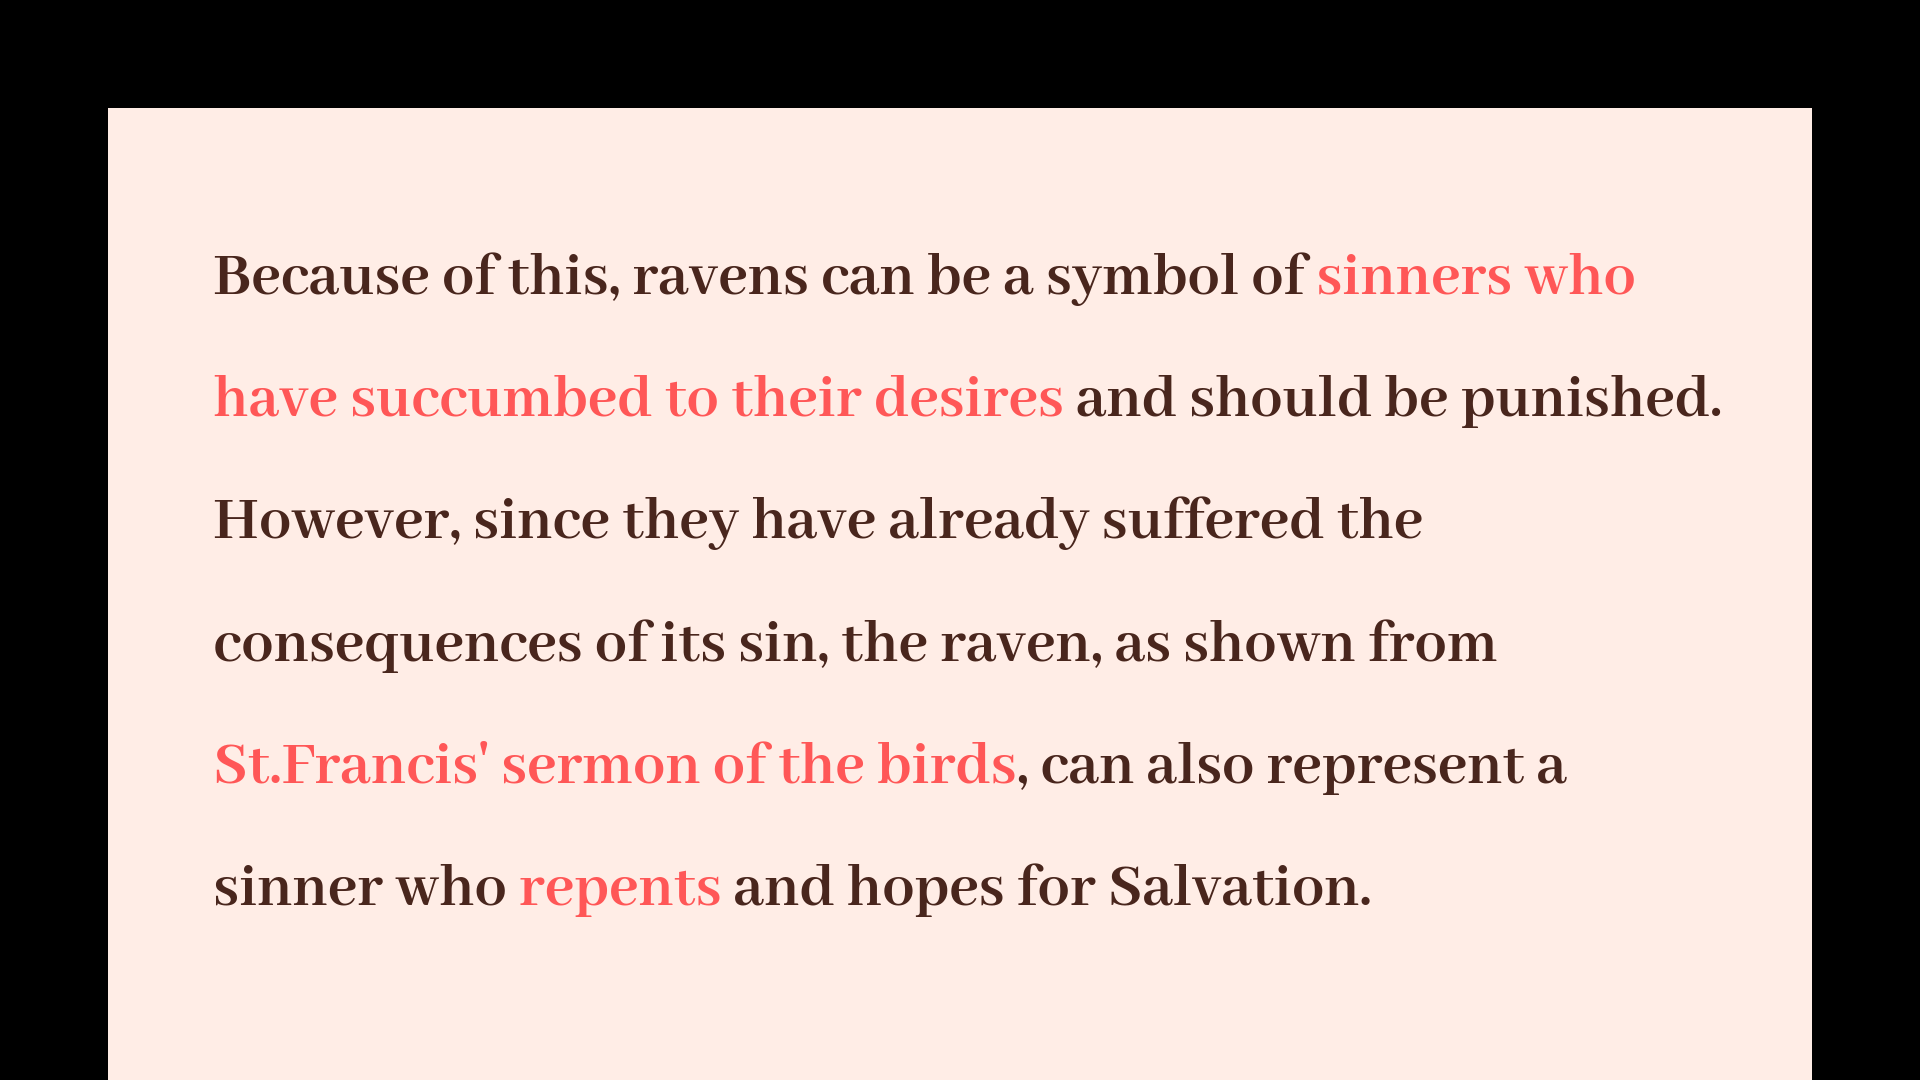 Because of this, ravens can be a symbol of sinners who
have succumbed to their desires and should be punished.
However, since they have already suffered the
consequences of its sin, the raven, as shown from
St.Francis' sermon of the birds, can also represent a
sinner who repents and hopes for Salvation.